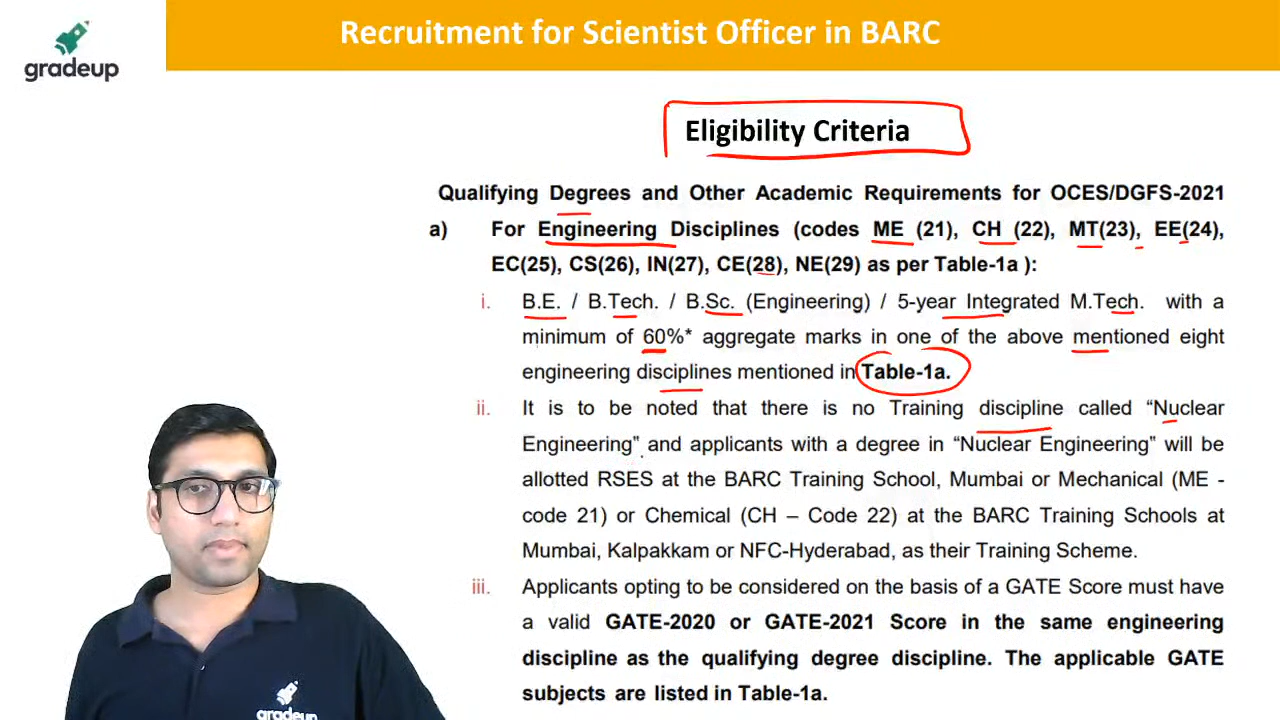 Recruitment for Scientist Officer in BARC
gradeup
Eligibility Criteria
Qualifying Degrees and Other Academic Requirements for OCES/DGFS-2021
a) For Engineering Disciplines (codes ME (21), CH (22), MT(23), EE(24),
EC(25), CS(26), IN(27), CE(28), NE(29) as per Table-1a ):
i. B.E. / B.Tech. / B.Sc. (Engineering) / 5-year Integrated M.Tech. with a
minimum of 60%* aggregate marks in one of the above mentioned eight
engineering disciplines mentioned in Table-1a.
ii. It is to be noted that there is no Training discipline called “Nuclear
Engineering” and applicants with a degree in “Nuclear Engineering” will be
allotted RSES at the BARC Training School, Mumbai or Mechanical (ME -
code 21) or Chemical (CH – Code 22) at the BARC Training Schools at
Mumbai, Kalpakkam or NFC-Hyderabad, as their Training Scheme.
iii. Applicants opting to be considered on the basis of a GATE Score must have
a valid GATE-2020 or GATE-2021 Score in the same engineering
discipline as the qualifying degree discipline. The applicable GATE
subjects are listed in Table-1a.
gradeup